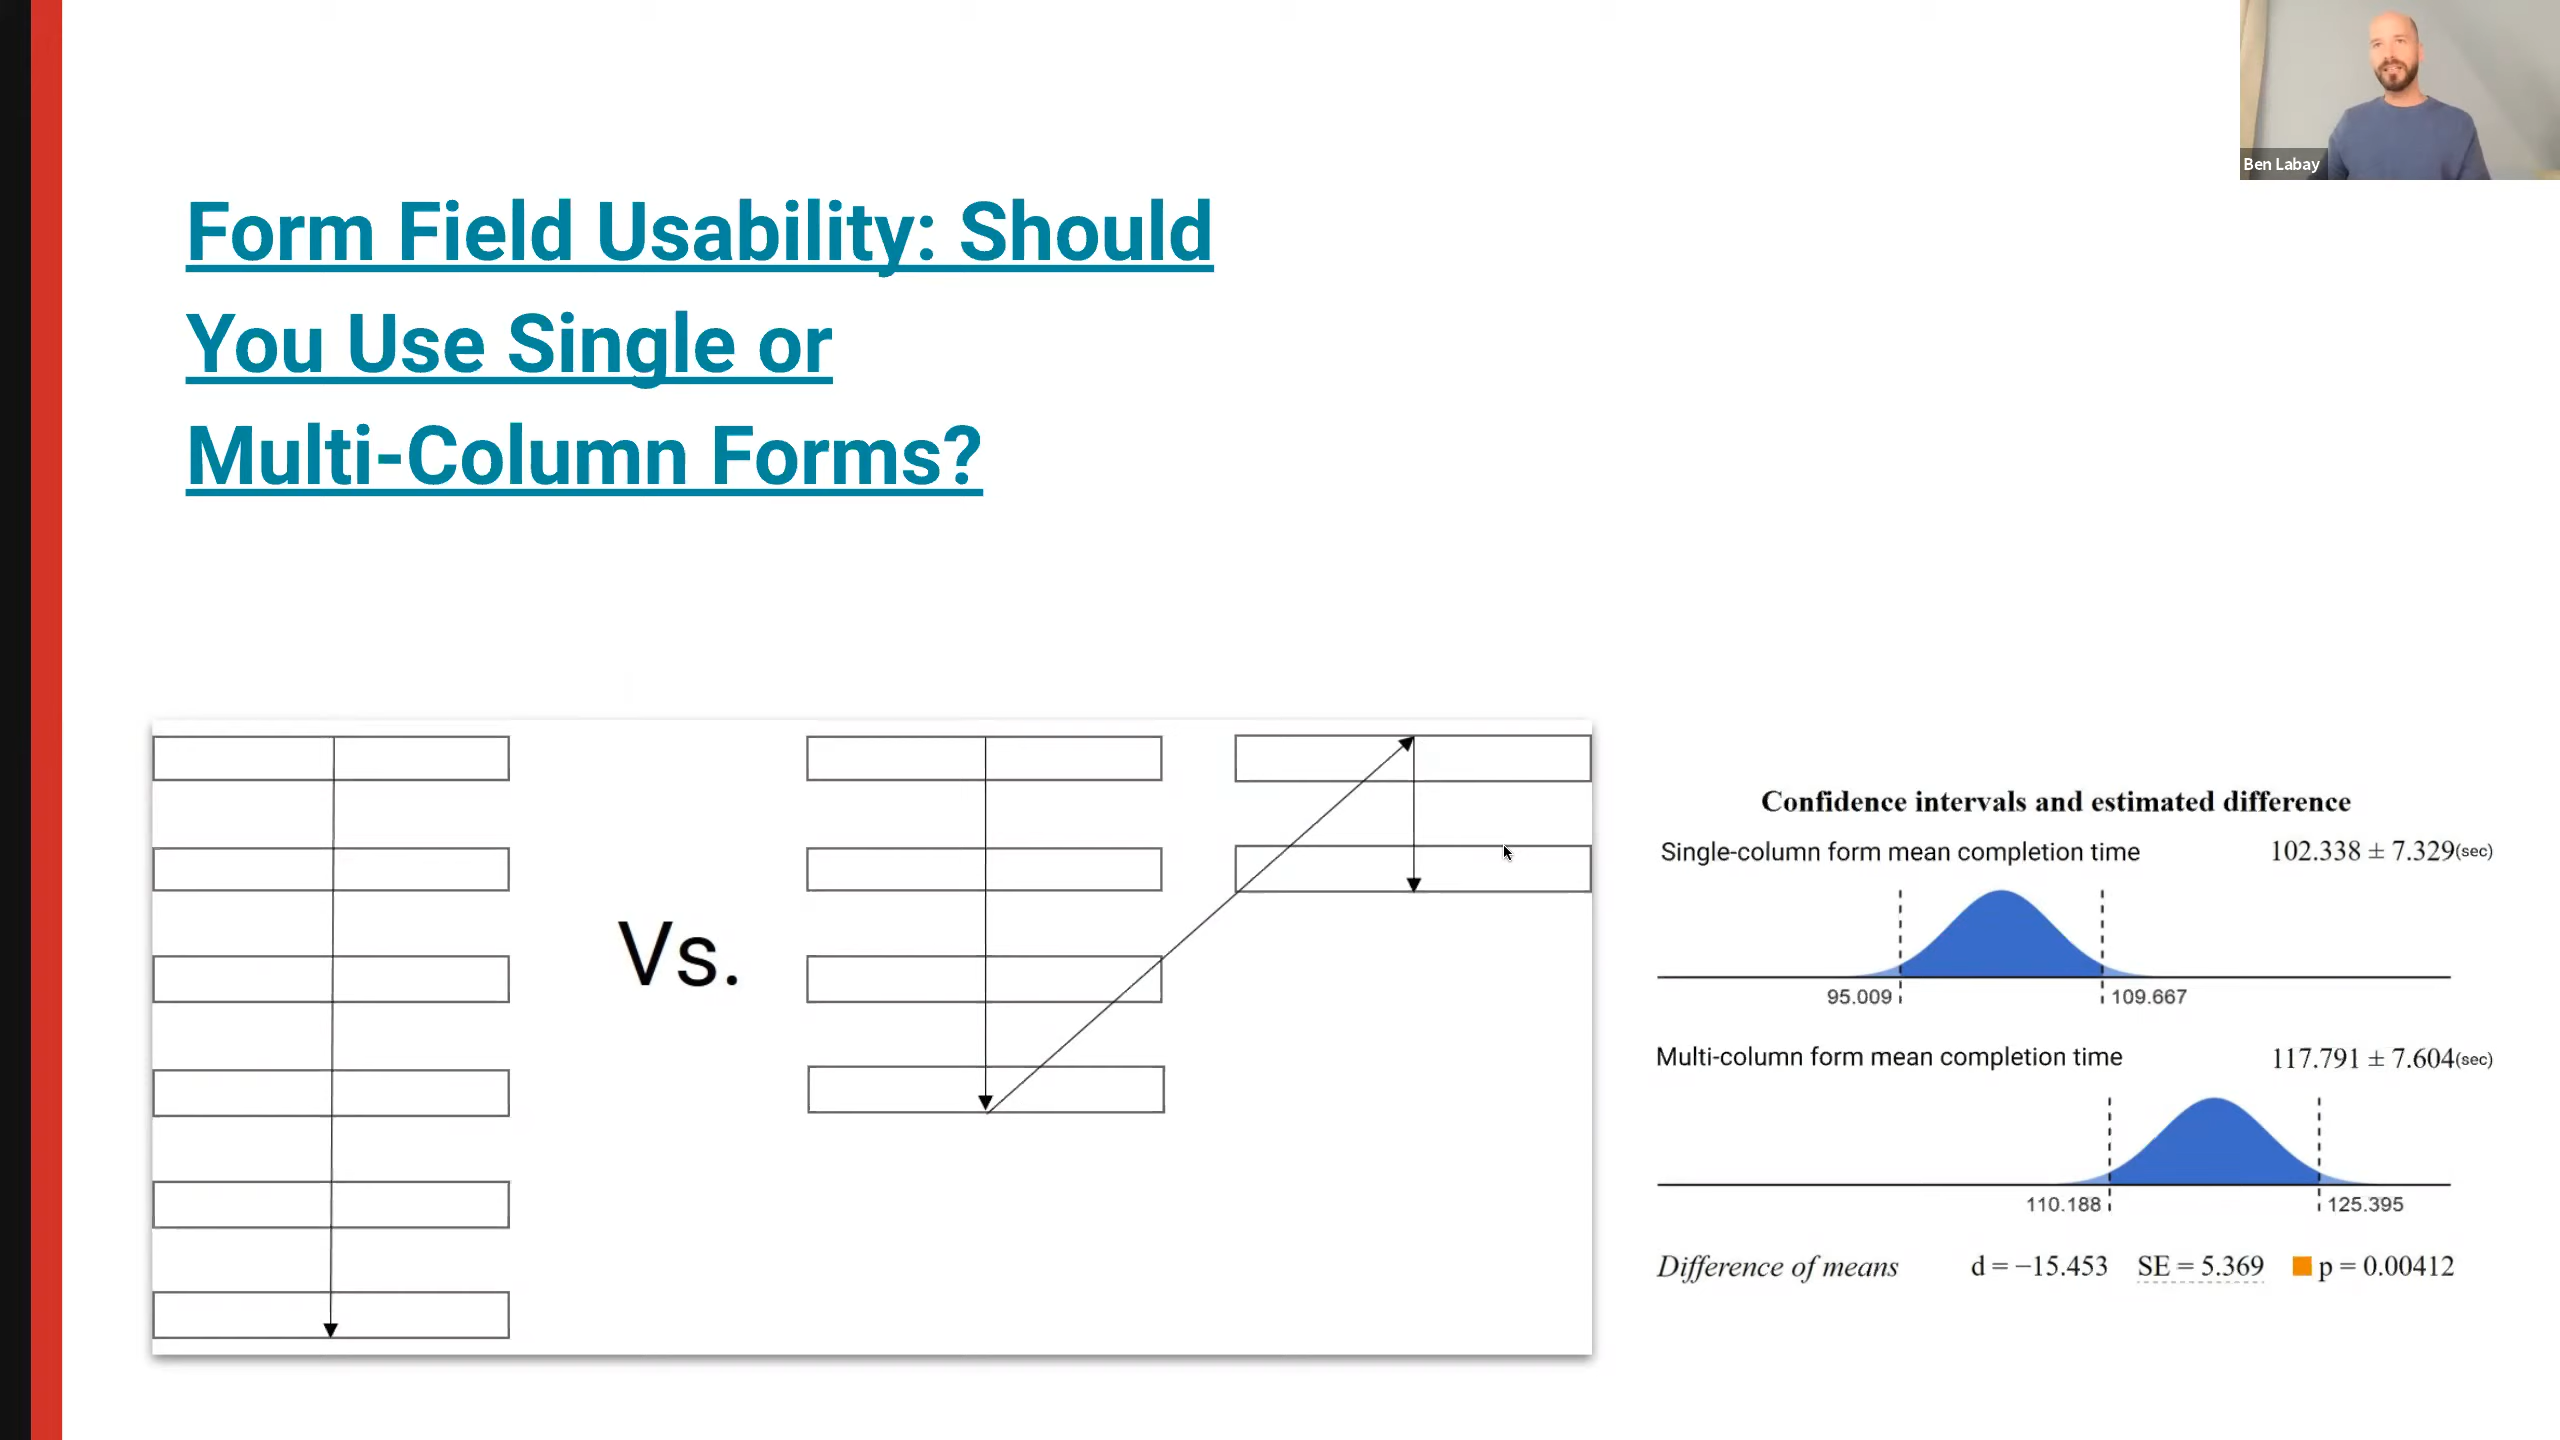 Ben Labay
Form Field Usability: Should
You Use Single or
Multi-Column Forms?
Vs.
Confidence intervals and estimated difference
Single-column form mean completion time 102.338 ± 7.329(sec)
95.009 109.667
Multi-column form mean completion time 117.791 ± 7.604(sec)
110.188 125.395
Difference of means d = −15.453 SE = 5.369 p = 0.00412